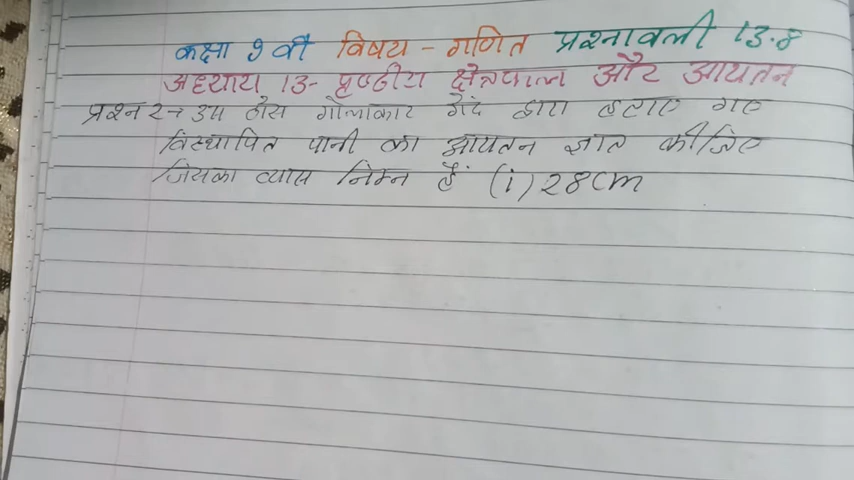 कक्षा 9 वी विषय - गणित प्रश्नावली 13.8
अध्याय 13- पृष्ठीय क्षेत्रफल और आयतन
प्रश्न 2→ उस ठोस गोलाकार गेंद द्वारा हटाए गए
विस्थापित पानी का आयतन ज्ञात कीजिए
जिसका व्यास निम्न है (i) 28cm